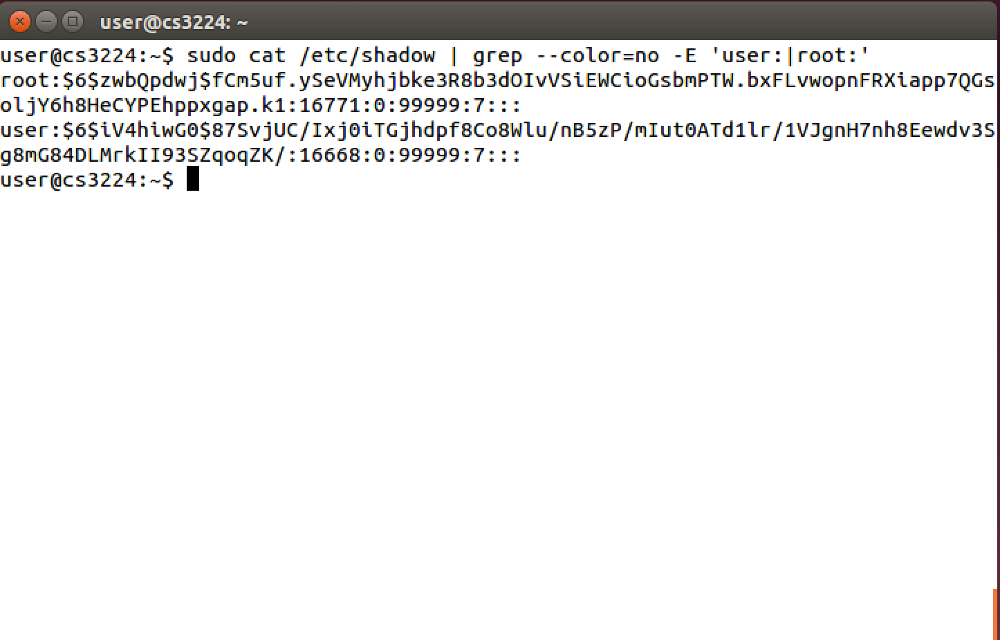 user@cs3224: ~
user@cs3224:~$ sudo cat /etc/shadow | grep --color=no -E 'user:|root:'
root:$6$zwbQpdwj$fCm5uf.ySeVMyhjbke3R8b3dOIvVSiEWCioGsbmPTW.bxFLvwopnFRXiapp7QGs
oljY6h8HeCYPEhppxgap.k1:16771:0:99999:7:::
user:$6$iV4hiwG0$87SvjUC/Ixj0iTGjhdpf8Co8Wlu/nB5zP/mIut0ATd1lr/1VJgnH7nh8Eewdv3S
g8mG84DLMrkII93SZqoqZK/:16668:0:99999:7:::
user@cs3224:~$